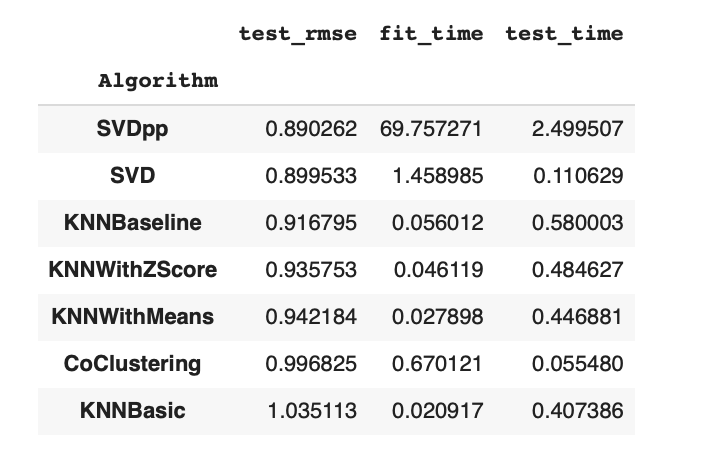 test_rmse fit_time test_time
Algorithm
SVDpp 0.890262 69.757271 2.499507
SVD 0.899533 1.458985 0.110629
KNNBaseline 0.916795 0.056012 0.580003
KNNWithZScore 0.935753 0.046119 0.484627
KNNWithMeans 0.942184 0.027898 0.446881
CoClustering 0.996825 0.670121 0.055480
KNNBasic 1.035113 0.020917 0.407386